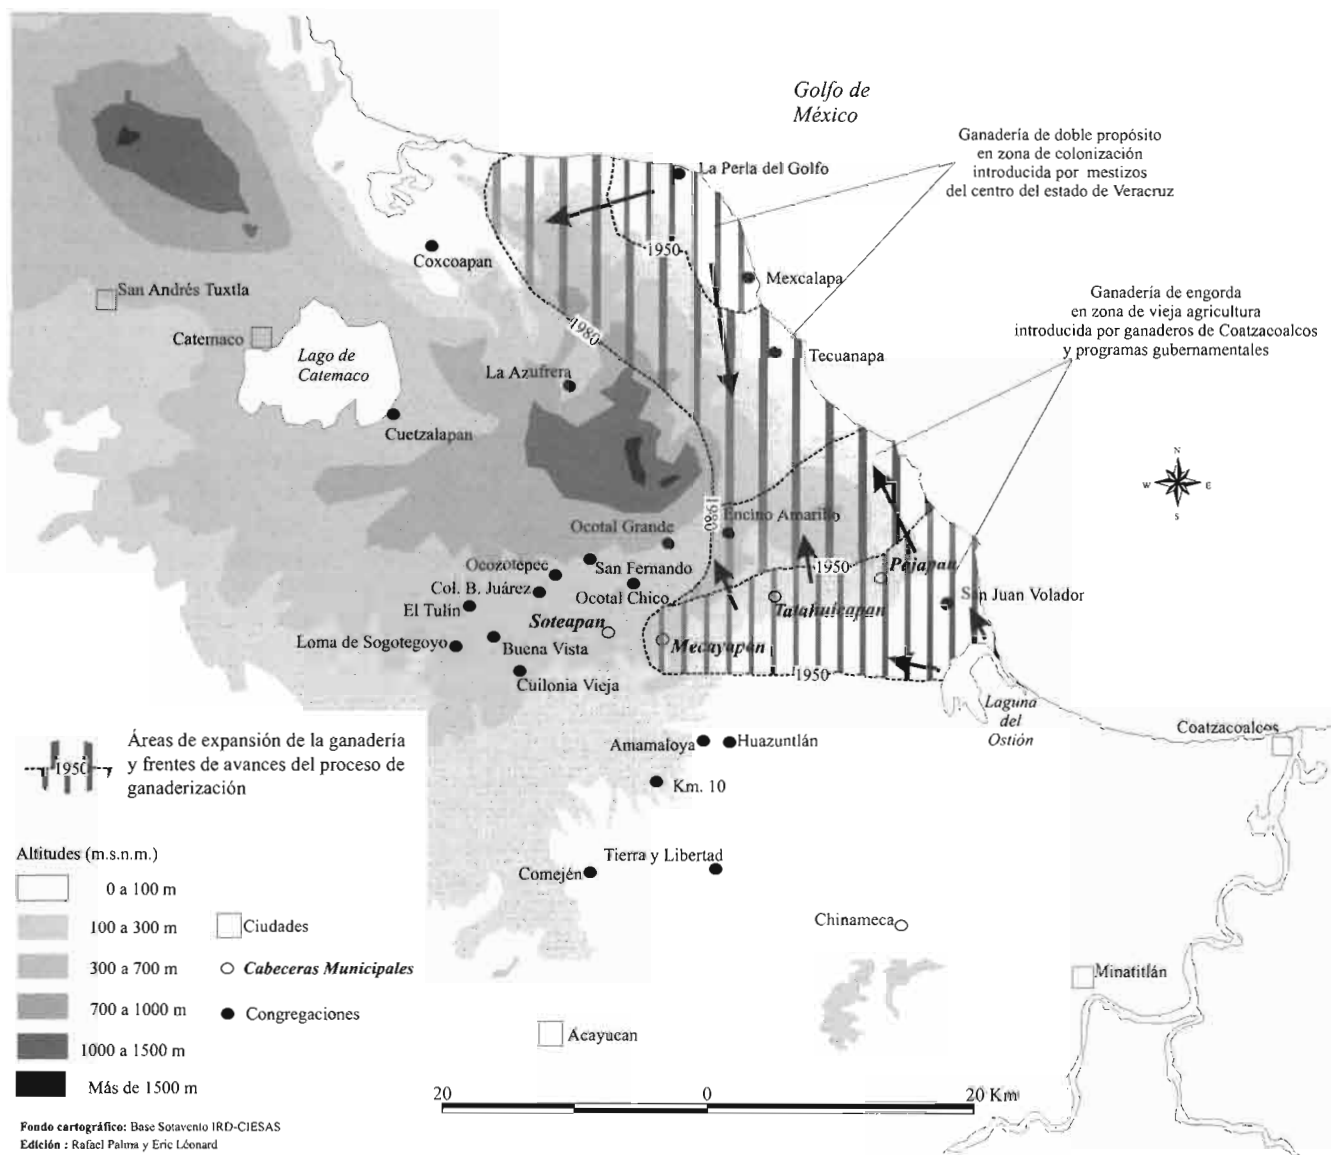 Golfo de
México
Ganadería de doble propósito
en zona de colonización
introducida por mestizos
del centro del estado de Veracruz
La Perla del Golfo
1950
Coxcoapan
Mexcalapa
San Andrés Tuxtla
Ganadería de engorda
en zona de vieja agricultura
introducida por ganaderos de Coatzacoalcos
y programas gubernamentales
Catemaco
1980
Lago de
Catemaco
Tecuanapa
La Azufrera
Cuetzalapan
N
W
E
S
1980
Encino Amarillo
Ocotal Grande
Ocozotepec
San Fernando
1950
Pajapan
Col. B. Juárez
Ocotal Chico
San Juan Volador
El Tulín
Soteapan
Tatahuicapan
Loma de Sogotegoyo
Buena Vista
Mecayapan
Cuilonia Vieja
1950
Laguna
del
Ostión
Coatzacoalcos
Amamaloya
Huazuntlán
Km. 10
Áreas de expansión de la ganadería
y frentes de avances del proceso de
ganaderización
1950
Tierra y Libertad
Comején
Chinameca
Minatitlán
Acayucan
Altitudes (m.s.n.m.)
0 a 100 m
100 a 300 m
300 a 700 m
700 a 1000 m
1000 a 1500 m
Más de 1500 m
Ciudades
Cabeceras Municipales
Congregaciones
20
0
20 Km
Fondo cartográfico: Base Sotavento IRD-CIESAS
Edición : Rafael Palma y Eric Léonard